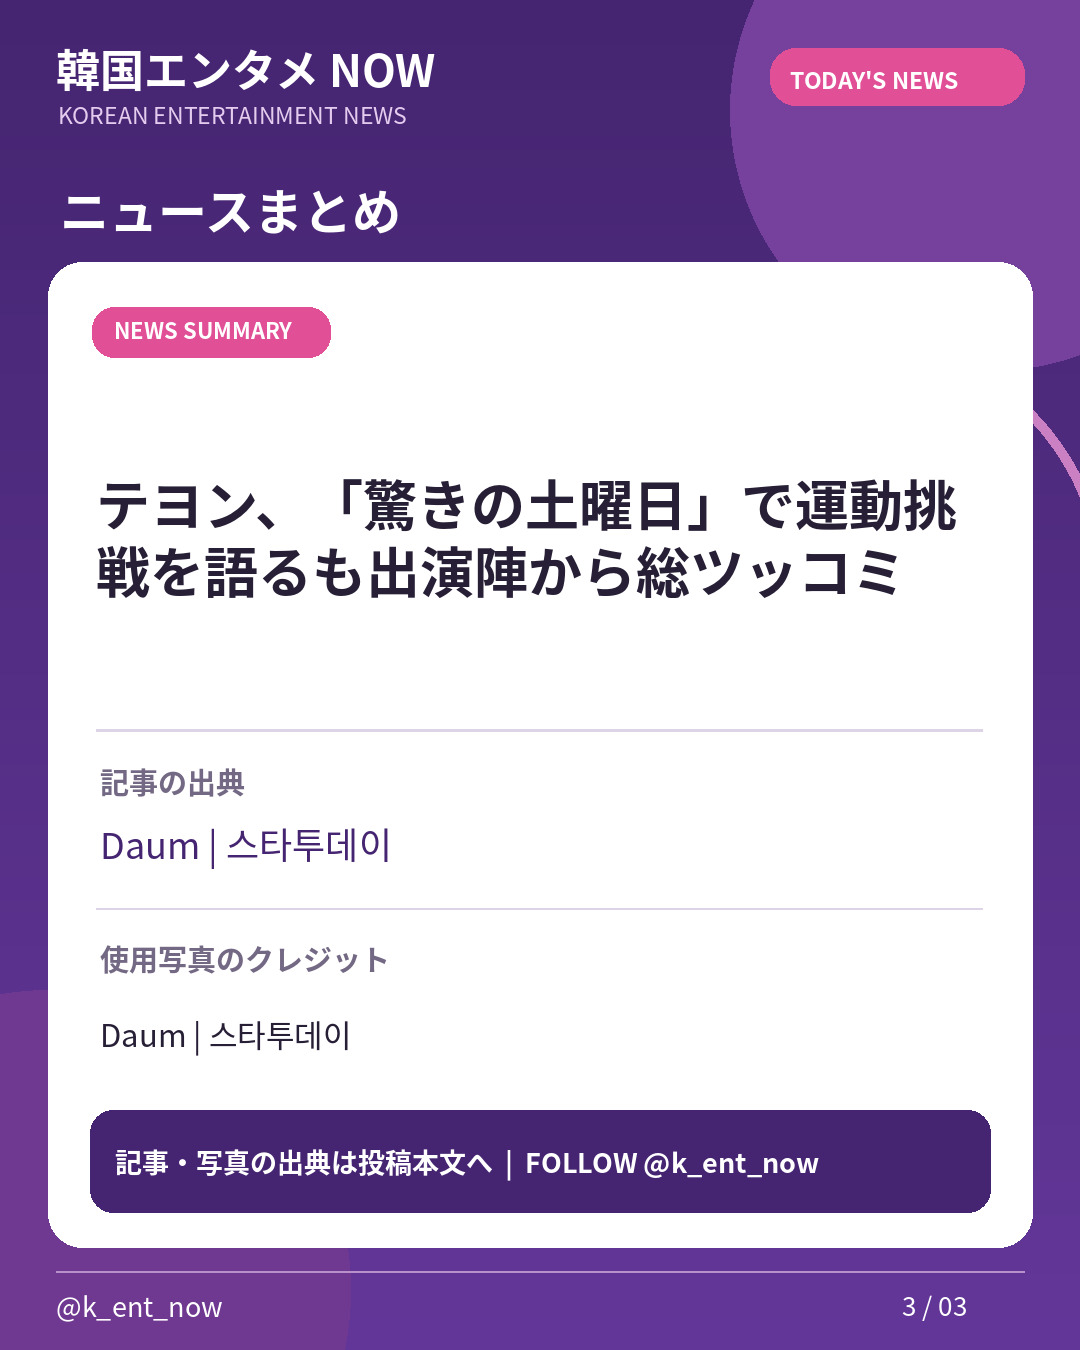 韓国エンタメ NOW
KOREAN ENTERTAINMENT NEWS
TODAY'S NEWS
ニュースまとめ
NEWS SUMMARY
テヨン、「驚きの土曜日」で運動挑
戦を語るも出演陣から総ツッコミ
記事の出典
Daum | 스타투데이
使用写真のクレジット
Daum | 스타투데이
記事・写真の出典は投稿本文へ | FOLLOW @k_ent_now
@k_ent_now
3 / 03